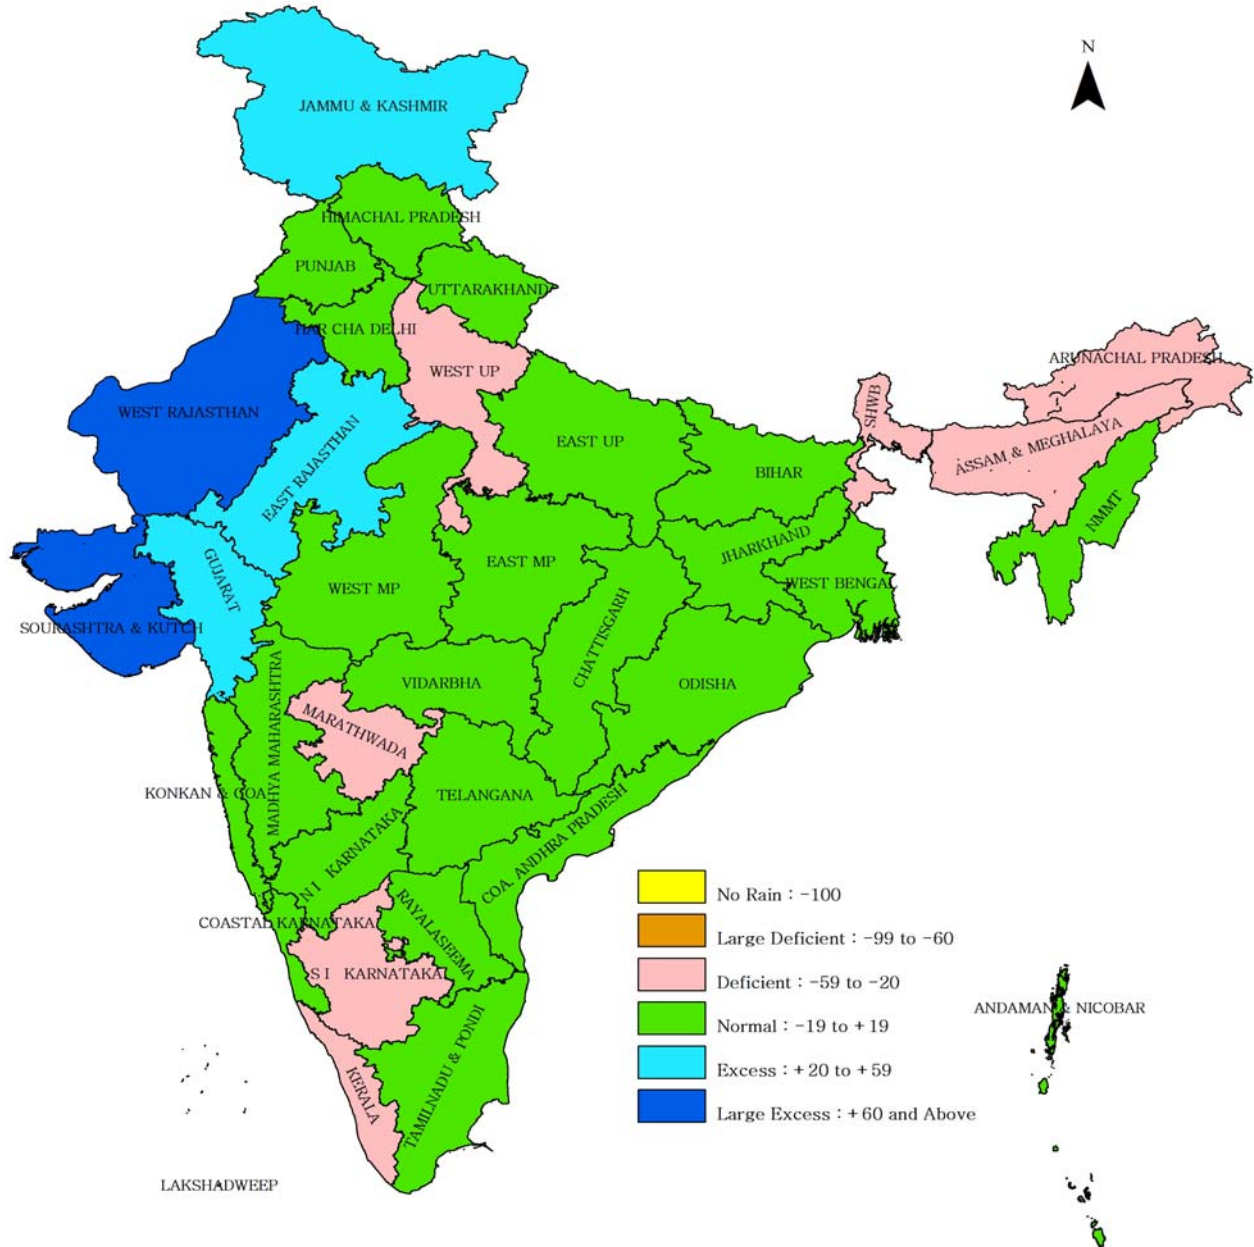 N
JAMMU & KASHMIR
HIMACHAL PRADESH
PUNJAB
UTTARAKHAND
HAR CHA DELHI
ARUNACHAL PRADESH
WEST UP
WEST RAJASTHAN
SHWB
EAST RAJASTHAN
EAST UP
ASSAM & MEGHALAYA
BIHAR
NMMT
JHARKHAND
EAST MP
GUJARAT
WEST MP
WEST BENGAL
SOURASHTRA & KUTCH
CHATTISGARH
VIDARBHA
ODISHA
MADHYA MAHARASHTRA
MARATHWADA
KONKAN & GOA
TELANGANA
COA. ANDHRA PRADESH
N I KARNATAKA
COASTAL KARNATAKA
RAYALASEEMA
S I KARNATAKA
ANDAMAN & NICOBAR
TAMILNADU & PONDI
KERALA
LAKSHADWEEP
No Rain : -100
Large Deficient : -99 to -60
Deficient : -59 to -20
Normal : -19 to +19
Excess : +20 to +59
Large Excess : +60 and Above